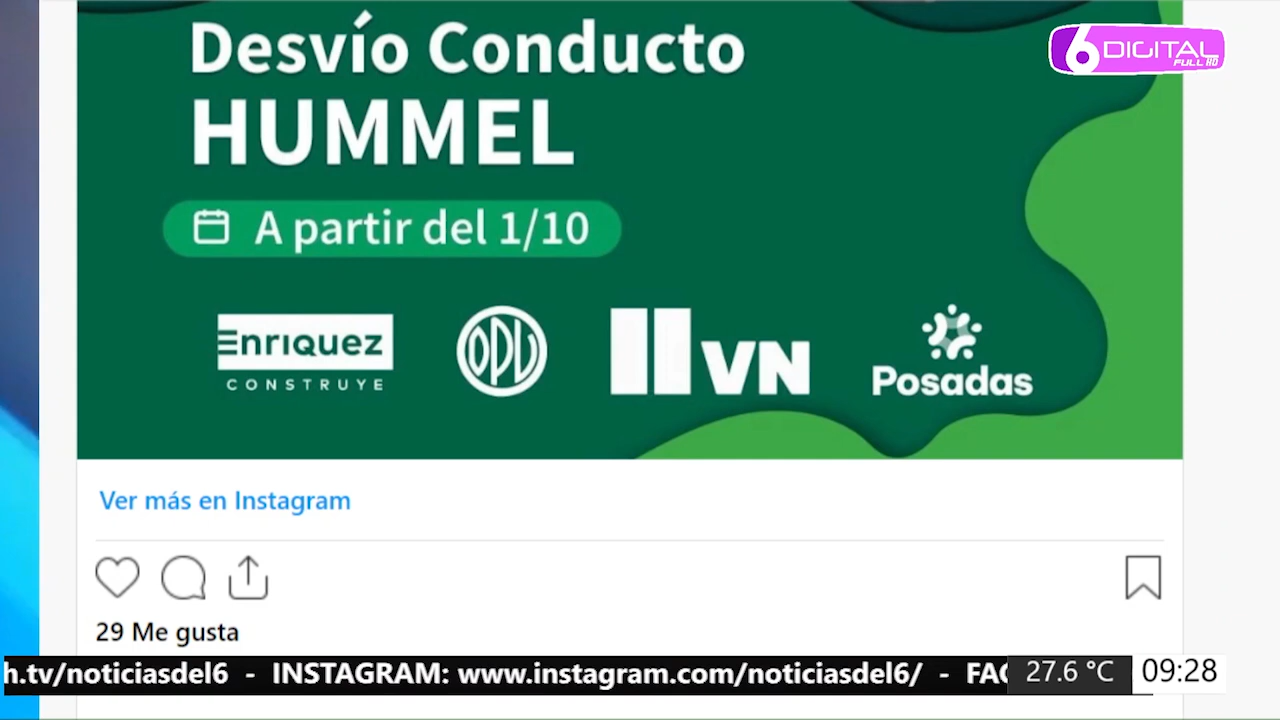 Desvío Conducto
6 DIGITAL
FULL HD
HUMMEL
A partir del 1/10
Enriquez
CONSTRUYE
DPV
VN
Posadas
Ver más en Instagram
29 Me gusta
h.tv/noticiasdel6 - INSTAGRAM: www.instagram.com/noticiasdel6/ - FAC
27.6 °C
09:28